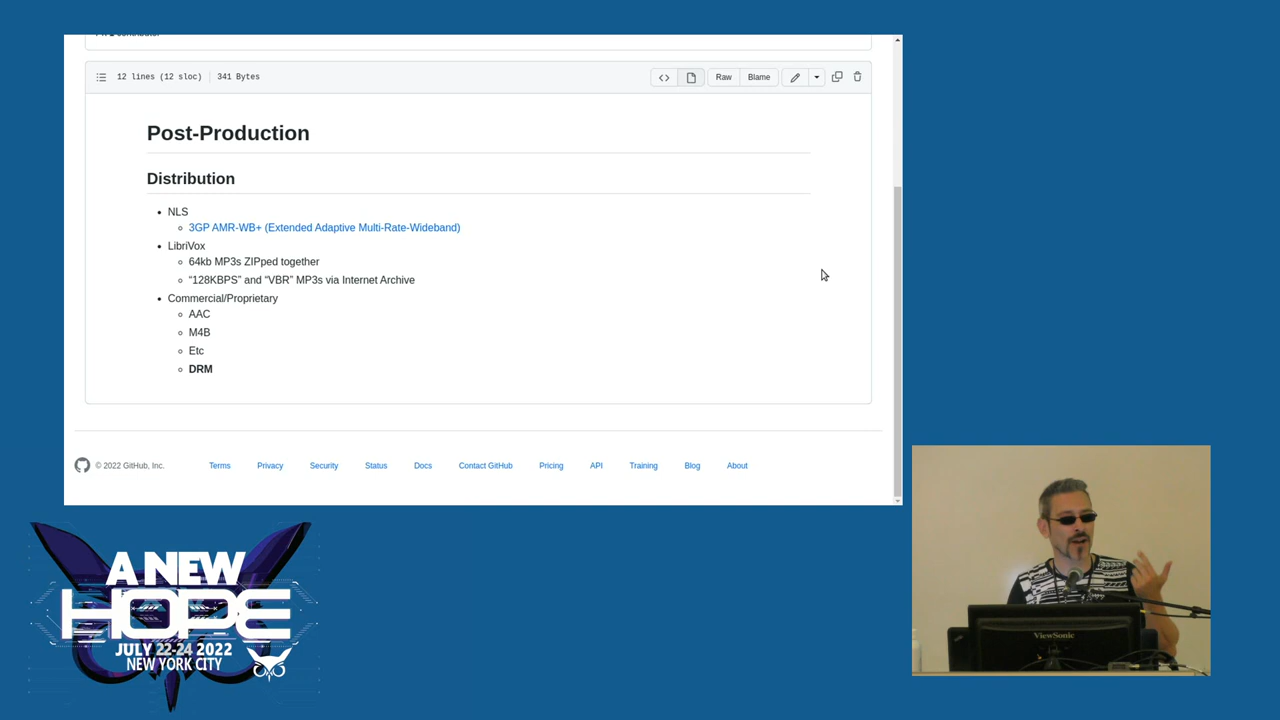 12 lines (12 sloc) 341 Bytes
Raw Blame
Post-Production
Distribution
NLS
3GP AMR-WB+ (Extended Adaptive Multi-Rate-Wideband)
LibriVox
64kb MP3s ZIPped together
“128KBPS” and “VBR” MP3s via Internet Archive
Commercial/Proprietary
AAC
M4B
Etc
DRM
© 2022 GitHub, Inc. Terms Privacy Security Status Docs Contact GitHub Pricing API Training Blog About
A NEW
HOPE
JULY 22-24 2022
NEW YORK CITY
ViewSonic